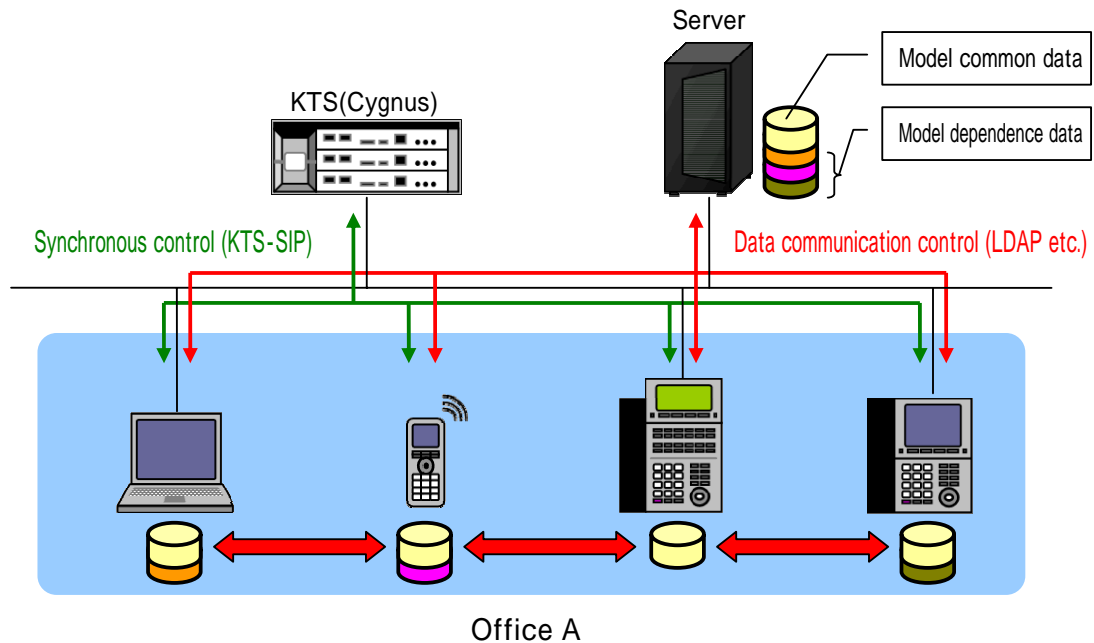 Server
Model common data
KTS(Cygnus)
Model dependence data
Synchronous control (KTS-SIP)
Data communication control (LDAP etc.)
Office A